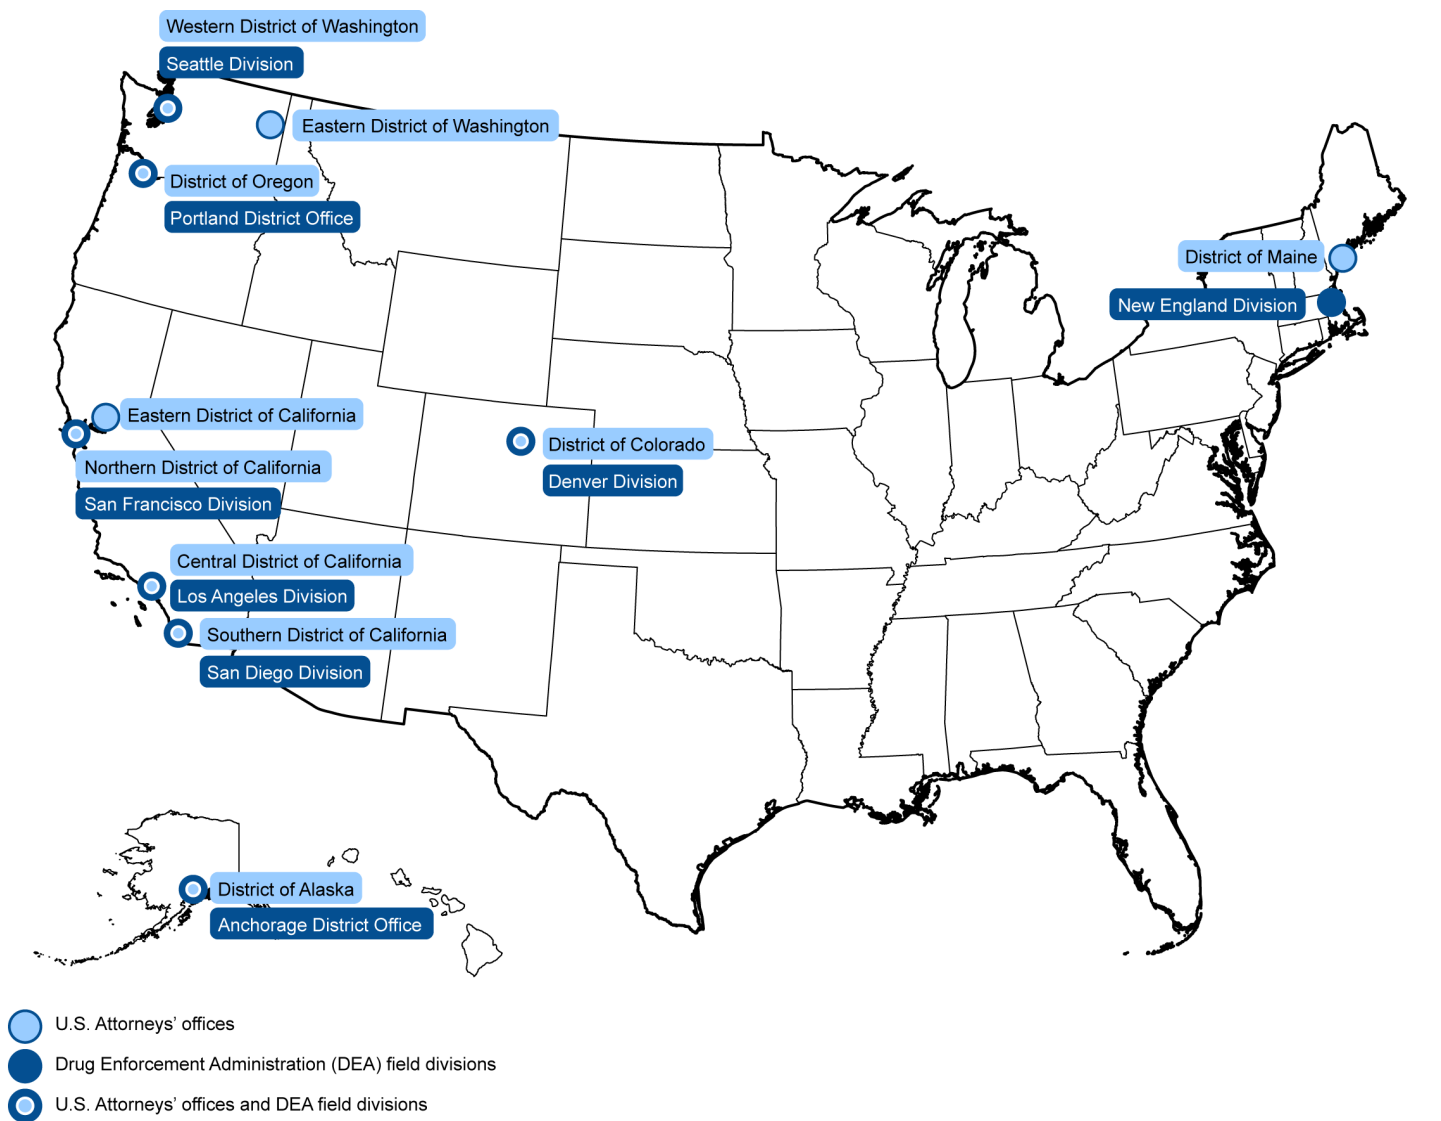 Western District of Washington
Seattle Division
Eastern District of Washington
District of Oregon
Portland District Office
District of Maine
New England Division
Eastern District of California
Northern District of California
San Francisco Division
District of Colorado
Denver Division
Central District of California
Los Angeles Division
Southern District of California
San Diego Division
District of Alaska
Anchorage District Office
U.S. Attorneys’ offices
Drug Enforcement Administration (DEA) field divisions
U.S. Attorneys’ offices and DEA field divisions